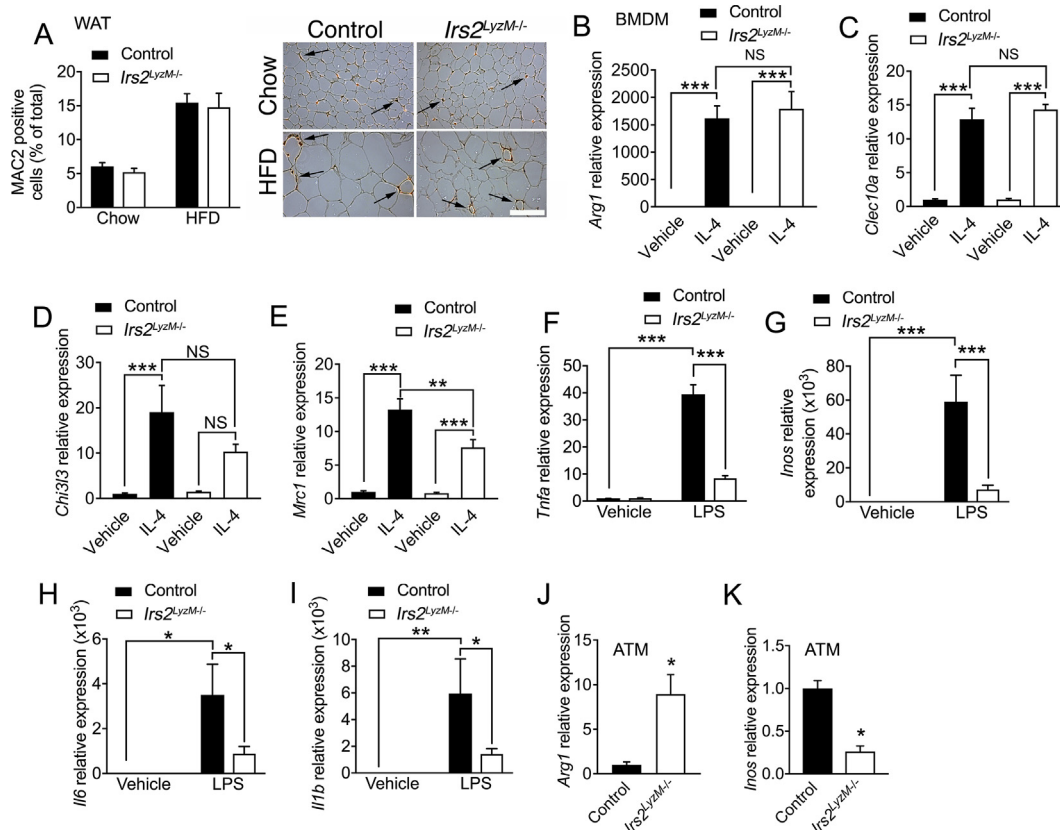 A
WAT
Control
Irs2LyzM-/-
MAC2 positive
cells (% of total)
20
15
10
5
0
Chow
HFD
Control
Irs2LyzM-/-
Chow
HFD
B
BMDM
Control
Irs2LyzM-/-
NS
***
***
Arg1 relative expression
2500
2000
1500
1000
500
0
Vehicle
IL-4
Vehicle
IL-4
C
Control
Irs2LyzM-/-
NS
***
***
Clec10a relative expression
20
15
10
5
0
Vehicle
IL-4
Vehicle
IL-4
D
Control
Irs2LyzM-/-
NS
***
NS
Chi3l3 relative expression
30
20
10
0
Vehicle
IL-4
Vehicle
IL-4
E
Control
Irs2LyzM-/-
***
**
***
Mrc1 relative expression
20
15
10
5
0
Vehicle
IL-4
Vehicle
IL-4
F
Control
Irs2LyzM-/-
***
***
Tnfa relative expression
50
40
30
20
10
0
Vehicle
LPS
G
Control
Irs2LyzM-/-
***
***
Inos relative
expression (x10³)
80
60
40
20
0
Vehicle
LPS
H
Control
Irs2LyzM-/-
*
*
Il6 relative expression (x10³)
6
4
2
0
Vehicle
LPS
I
Control
Irs2LyzM-/-
**
*
Il1b relative expression (x10³)
10
8
6
4
2
0
Vehicle
LPS
J
ATM
*
Arg1 relative expression
15
10
5
0
Control
Irs2LyzM-/-
K
ATM
*
Inos relative expression
1.5
1.0
0.5
0.0
Control
Irs2LyzM-/-